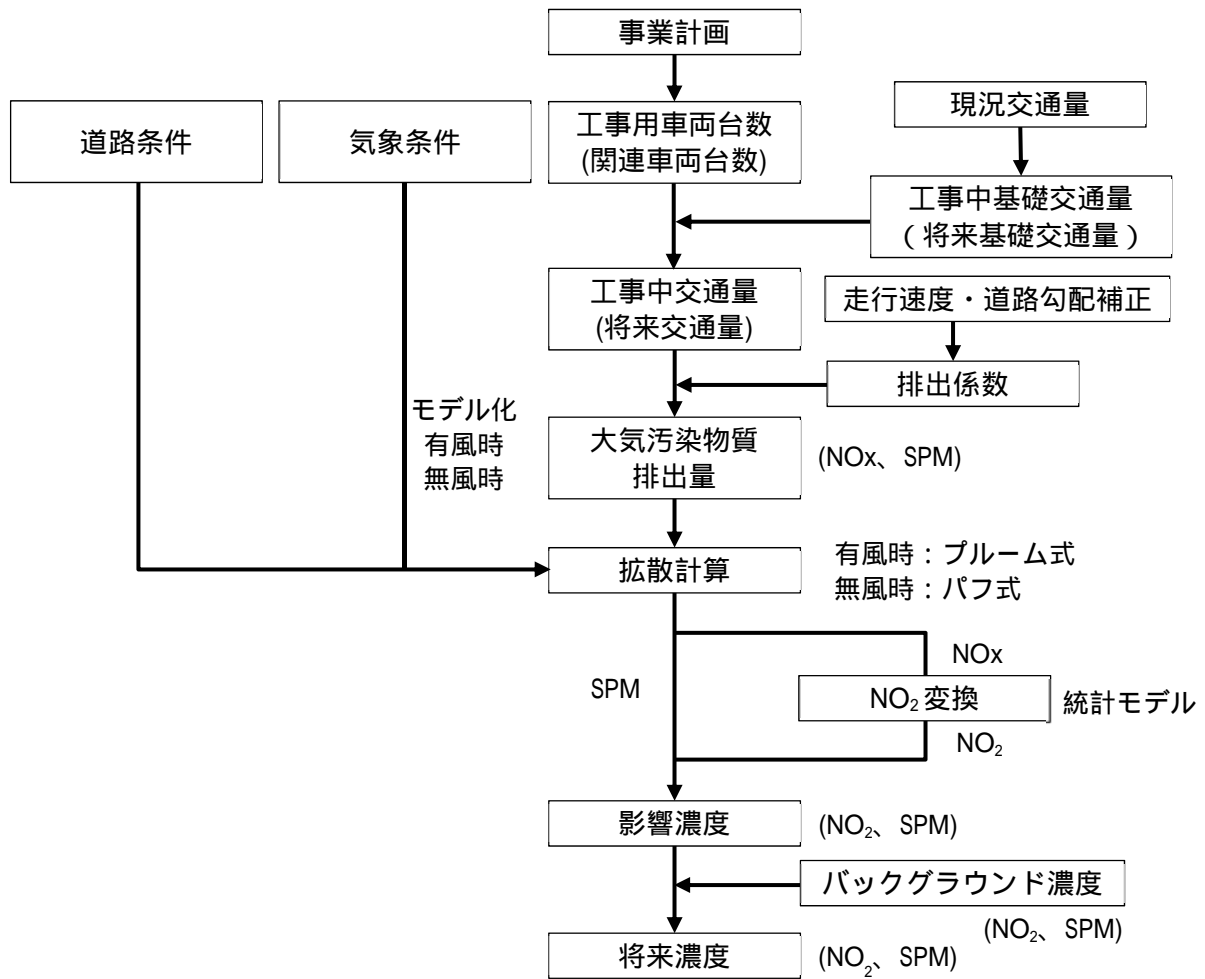 事業計画
道路条件
気象条件
工事用車両台数
(関連車両台数)
現況交通量
工事中基礎交通量
（将来基礎交通量）
工事中交通量
(将来交通量)
走行速度・道路勾配補正
排出係数
モデル化
有風時
無風時
大気汚染物質
排出量
(NOx、SPM)
拡散計算
有風時：プルーム式
無風時：パフ式
SPM
NOx
NO₂変換
統計モデル
NO₂
影響濃度
(NO₂、SPM)
バックグラウンド濃度
(NO₂、SPM)
将来濃度
(NO₂、SPM)